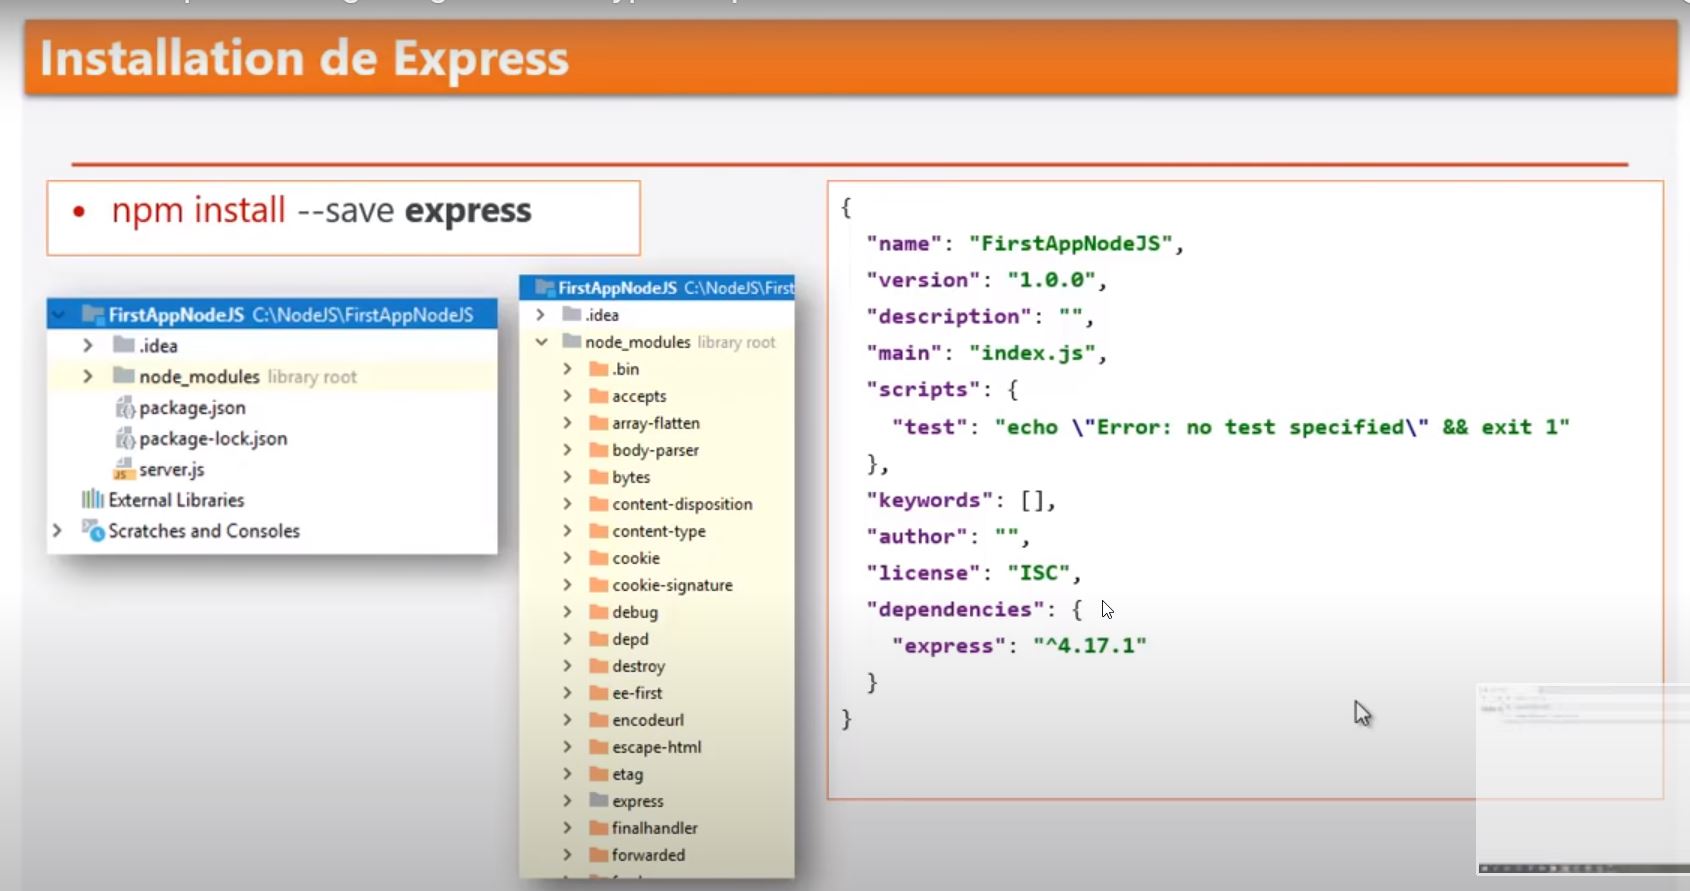 Installation de Express
• npm install --save express
FirstAppNodeJS C:\NodeJS\FirstAppNodeJS
.idea
node_modules library root
package.json
package-lock.json
server.js
External Libraries
Scratches and Consoles
FirstAppNodeJS C:\NodeJS\First
.idea
node_modules library root
.bin
accepts
array-flatten
body-parser
bytes
content-disposition
content-type
cookie
cookie-signature
debug
depd
destroy
ee-first
encodeurl
escape-html
etag
express
finalhandler
forwarded
{
"name": "FirstAppNodeJS",
"version": "1.0.0",
"description": "",
"main": "index.js",
"scripts": {
"test": "echo \"Error: no test specified\" && exit 1"
},
"keywords": [],
"author": "",
"license": "ISC",
"dependencies": {
"express": "^4.17.1"
}
}